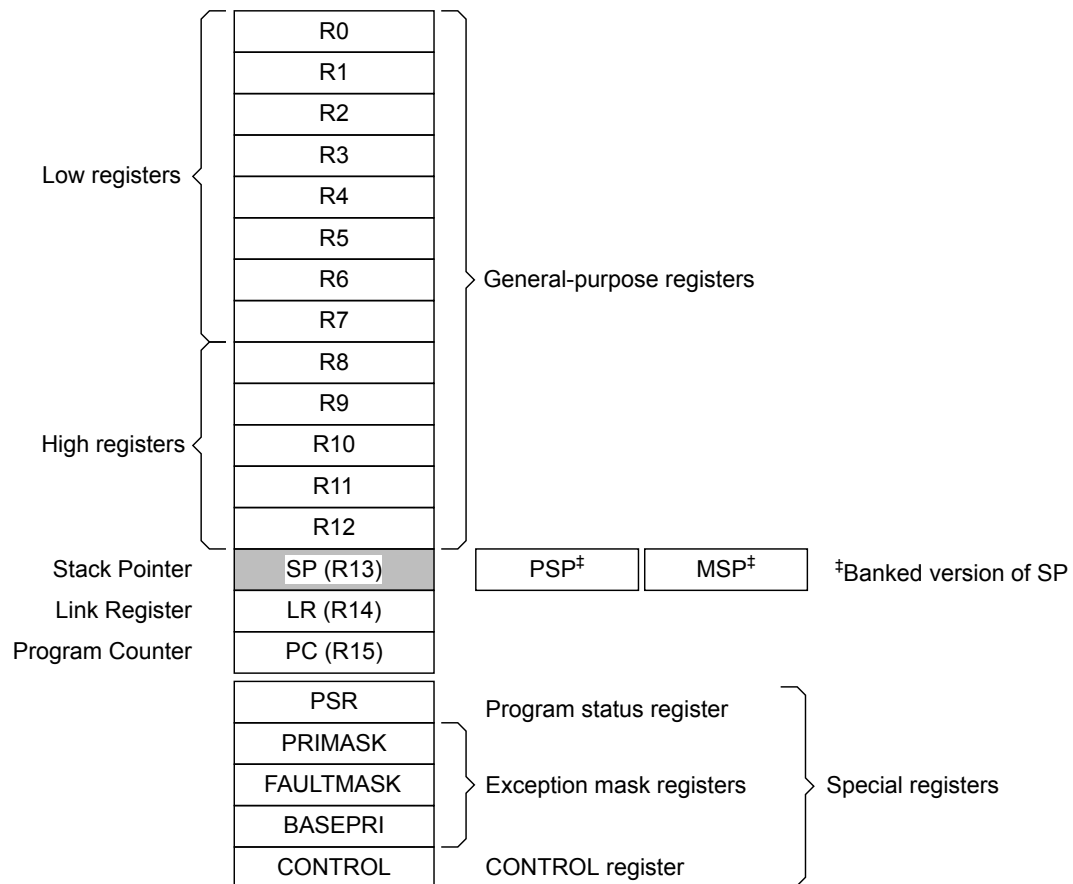 R0
R1
R2
R3
Low registers
R4
R5
R6
General-purpose registers
R7
R8
R9
High registers
R10
R11
R12
Stack Pointer SP (R13) PSP‡ MSP‡ ‡Banked version of SP
Link Register LR (R14)
Program Counter PC (R15)
PSR Program status register
PRIMASK
FAULTMASK Exception mask registers Special registers
BASEPRI
CONTROL CONTROL register